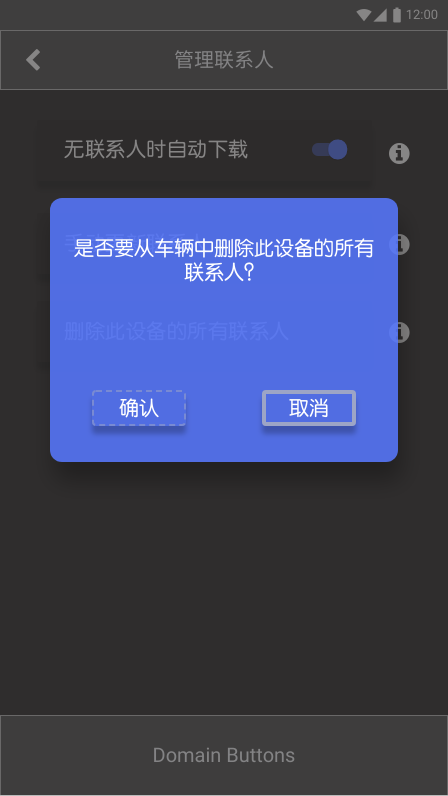 12:00
管理联系人
无联系人时自动下载
是否要从车辆中删除此设备的所有
联系人?
删除此设备的所有联系人
确认
取消
Domain Buttons